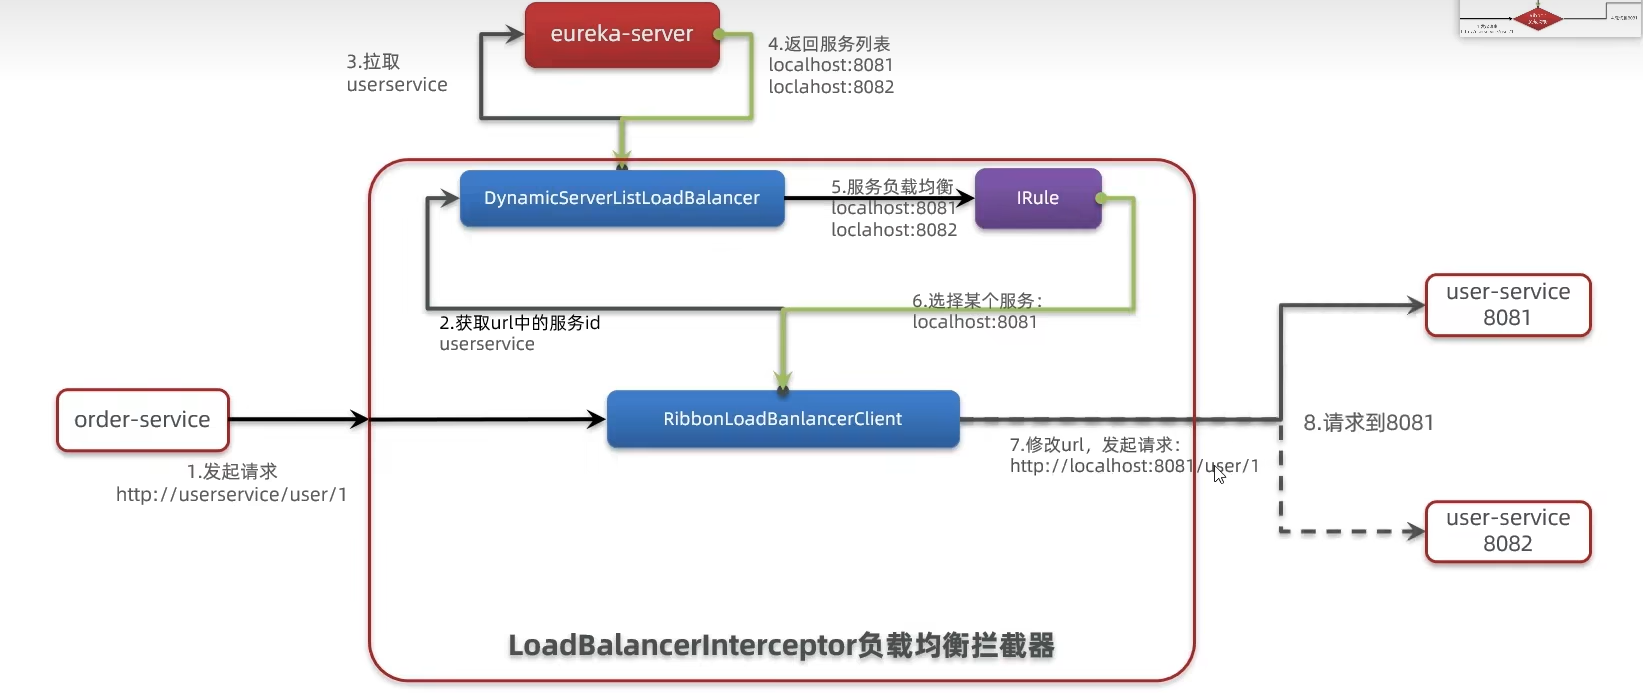 eureka-server
3.拉取
userservice
4.返回服务列表
localhost:8081
loclahost:8082
DynamicServerListLoadBalancer
5.服务负载均衡
localhost:8081
loclahost:8082
IRule
6.选择某个服务：
localhost:8081
2.获取url中的服务id
userservice
user-service
8081
order-service
RibbonLoadBanlancerClient
1.发起请求
http://userservice/user/1
7.修改url，发起请求：
http://localhost:8081/user/1
8.请求到8081
user-service
8082
LoadBalancerInterceptor负载均衡拦截器